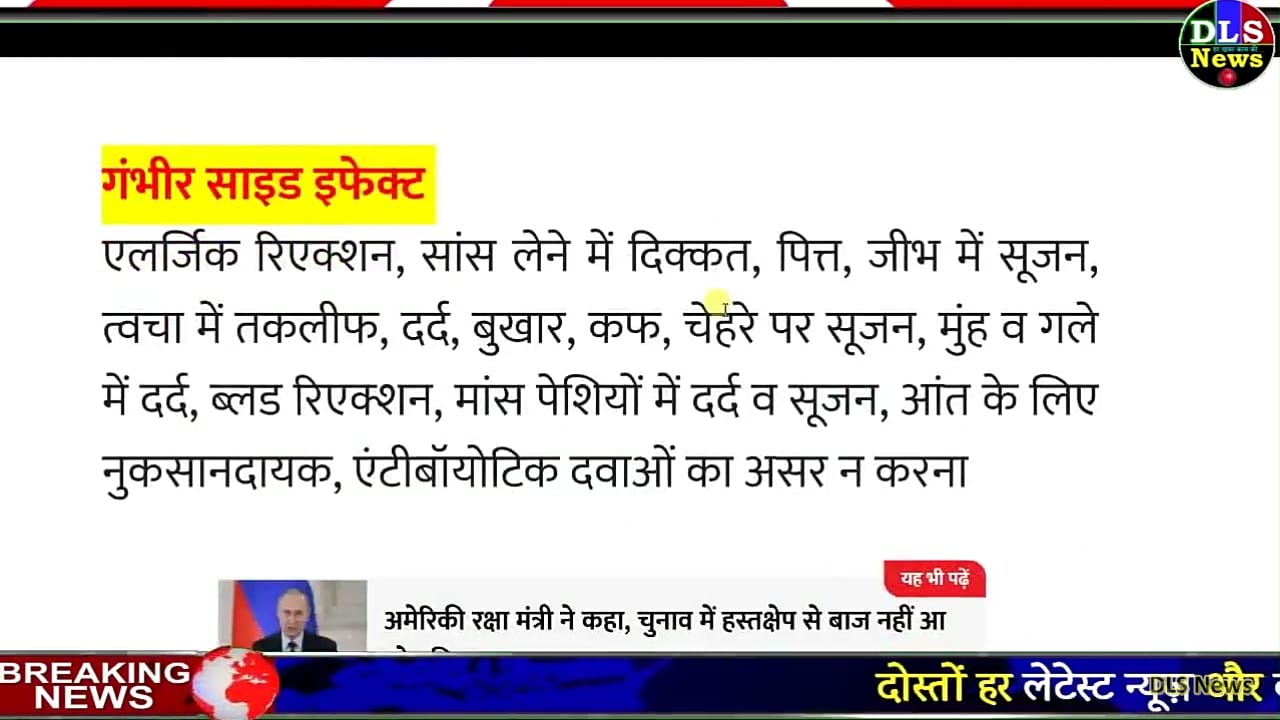 DLS
News
गंभीर साइड इफेक्ट
एलर्जिक रिएक्शन, सांस लेने में दिक्कत, पित्त, जीभ में सूजन,
त्वचा में तकलीफ, दर्द, बुखार, कफ, चेहरे पर सूजन, मुंह व गले
में दर्द, ब्लड रिएक्शन, मांस पेशियों में दर्द व सूजन, आंत के लिए
नुकसानदायक, एंटीबॉयोटिक दवाओं का असर न करना
यह भी पढ़ें
अमेरिकी रक्षा मंत्री ने कहा, चुनाव में हस्तक्षेप से बाज नहीं आ
BREAKING
NEWS
दोस्तों हर लेटेस्ट न्यूज़ और
DLS News